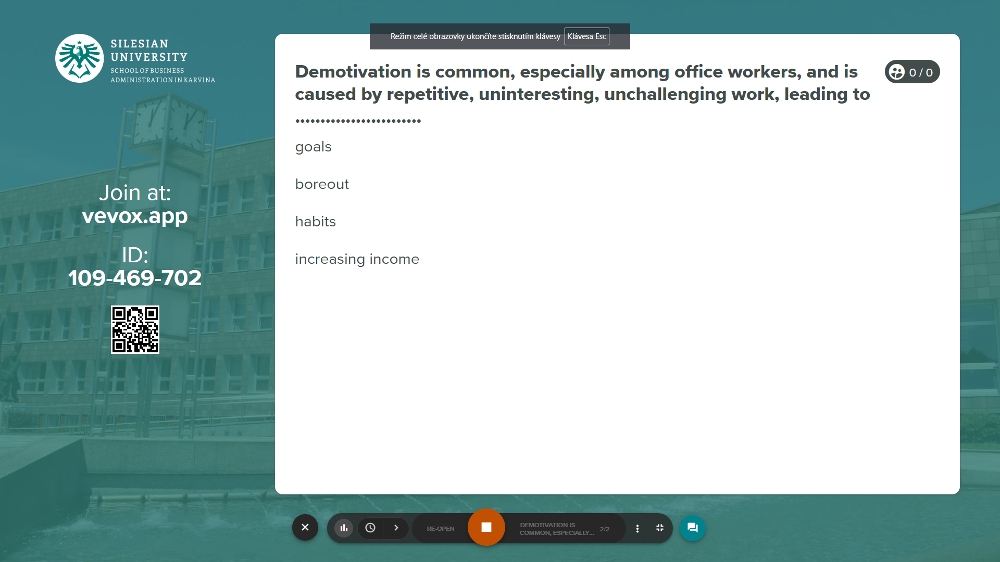 SILESIAN
UNIVERSITY
SCHOOL OF BUSINESS
ADMINISTRATION IN KARVINA
Join at:
vevox.app
ID:
109-469-702
Režim celé obrazovky ukončíte stisknutím klávesy Klávesa Esc
Demotivation is common, especially among office workers, and is
caused by repetitive, uninteresting, unchallenging work, leading to
.........................
0 / 0
goals
boreout
habits
increasing income
RE-OPEN
DEMOTIVATION IS
COMMON, ESPECIALLY...
2/2